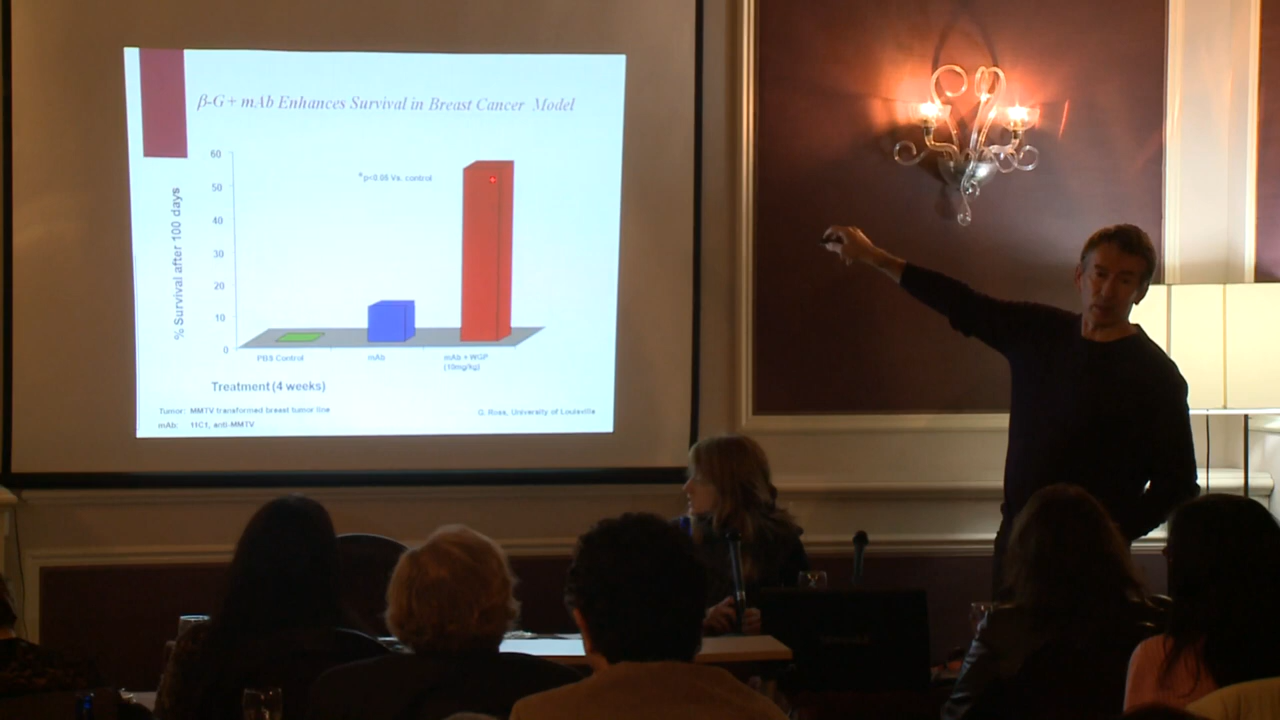 β-G + mAb Enhances Survival in Breast Cancer Model
60
50
40
30
20
10
0
% Survival after 100 days
*p<0.05 Vs. control
PBS Control
mAb
mAb + WGP
(10mg/kg)
Treatment (4 weeks)
Tumor: MMTV transformed breast tumor line
mAb: 11C1, anti-MMTV
G. Ross, University of Louisville